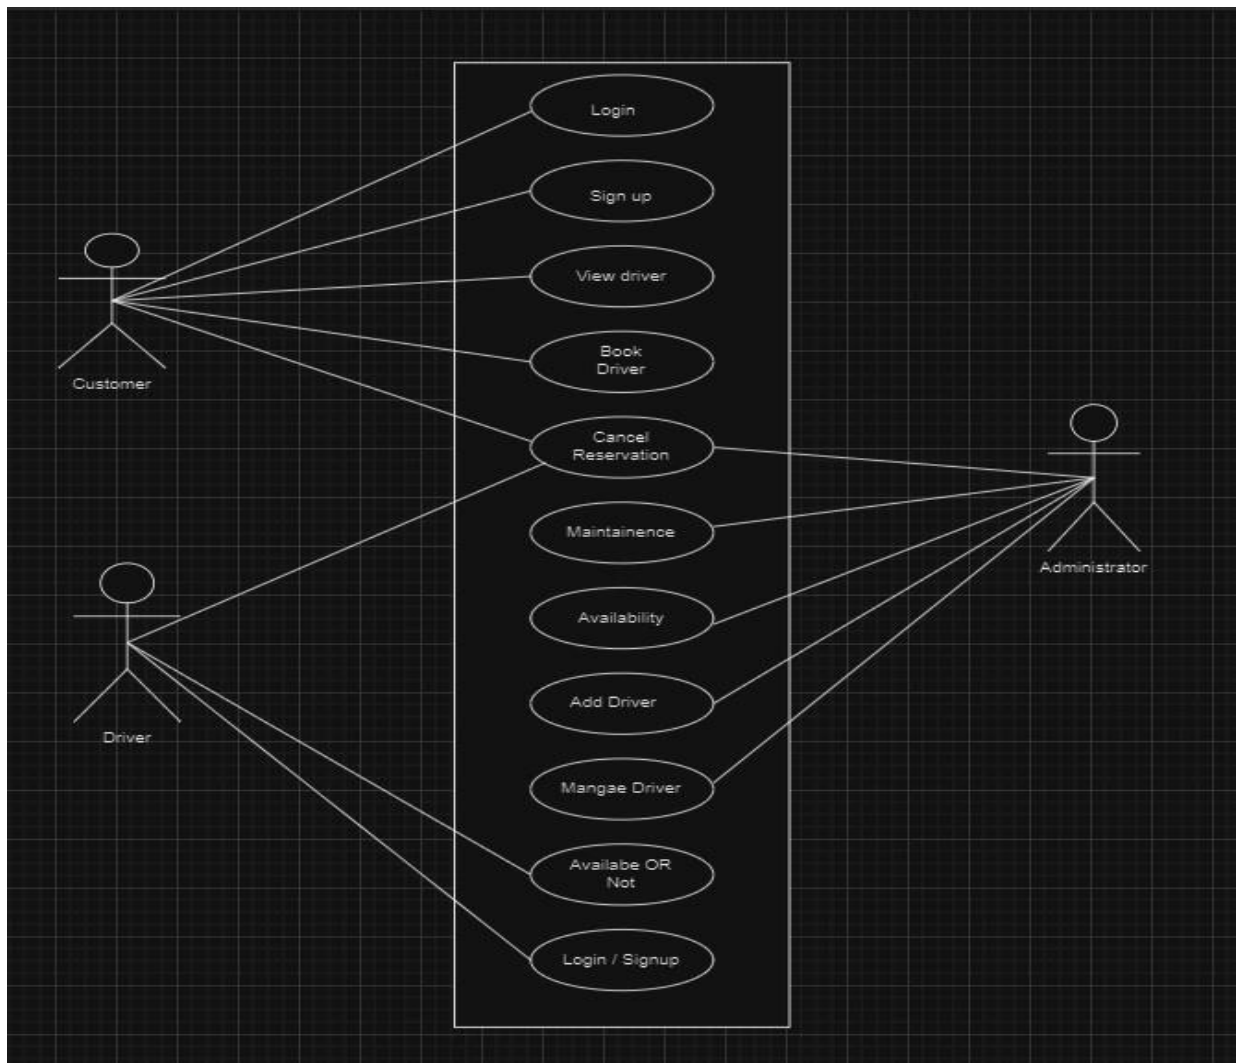 Login
Sign up
View driver
Book
Driver
Customer
Cancel
Reservation
Maintainence
Administrator
Availability
Add Driver
Driver
Mangae Driver
Availabe OR
Not
Login / Signup